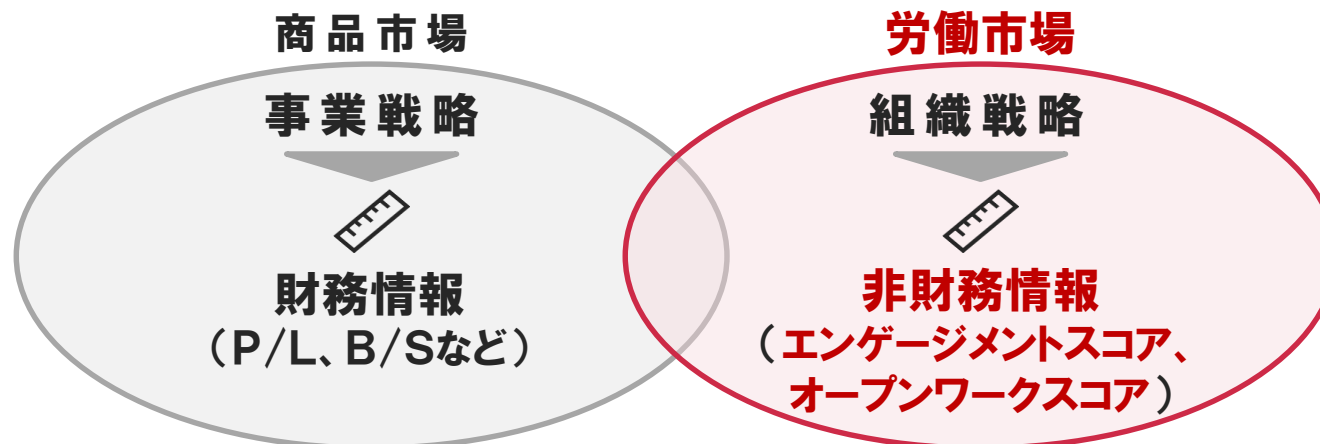 商品市場
労働市場
事業戦略
組織戦略
財務情報
（P/L、B/Sなど）
非財務情報
（エンゲージメントスコア、
オープンワークスコア）